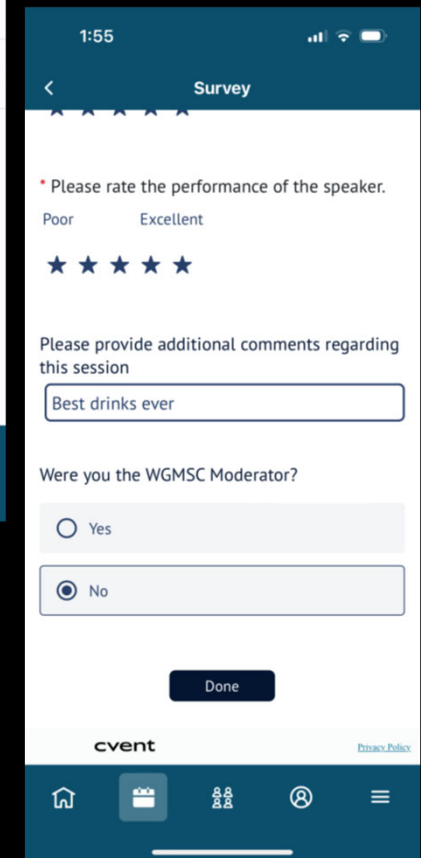 1:55
Survey
* Please rate the performance of the speaker.
Poor Excellent
Please provide additional comments regarding
this session
Best drinks ever
Were you the WGMSC Moderator?
Yes
No
Done
cvent Privacy Policy